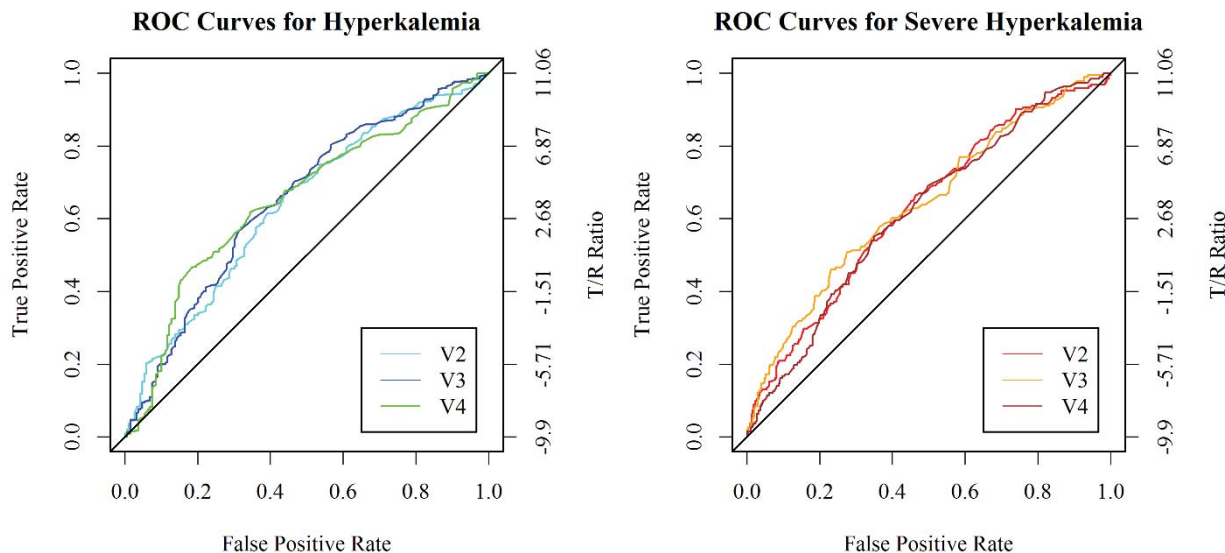 ROC Curves for Hyperkalemia
True Positive Rate
1.0
0.8
0.6
0.4
0.2
0.0
11.06
6.87
2.68
-1.51
-5.71
-9.9
T/R Ratio
V2
V3
V4
0.0 0.2 0.4 0.6 0.8 1.0
False Positive Rate
ROC Curves for Severe Hyperkalemia
True Positive Rate
1.0
0.8
0.6
0.4
0.2
0.0
11.06
6.87
2.68
-1.51
-5.71
-9.9
T/R Ratio
V2
V3
V4
0.0 0.2 0.4 0.6 0.8 1.0
False Positive Rate